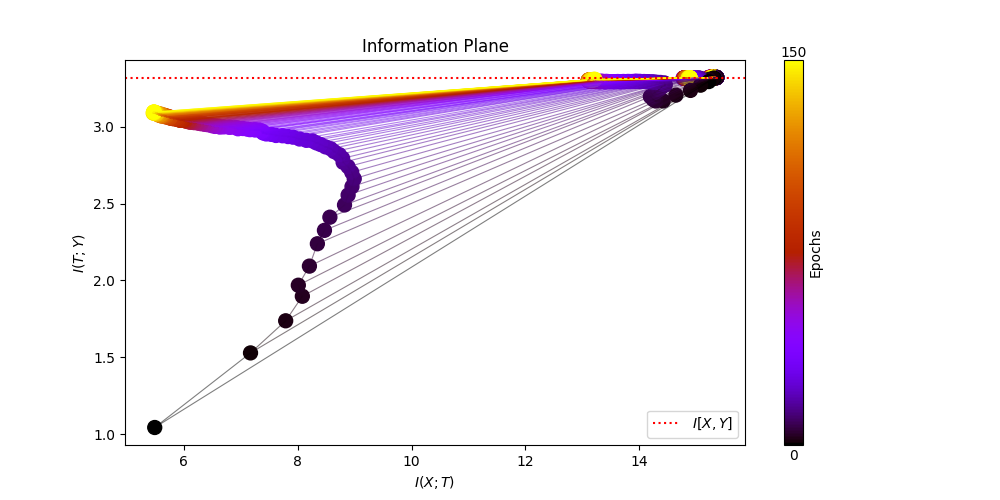 Information Plane
150
3.0
2.5
2.0
1.5
1.0
I(T; Y)
Epochs
I[X, Y]
0
6
8
10
12
14
I(X; T)